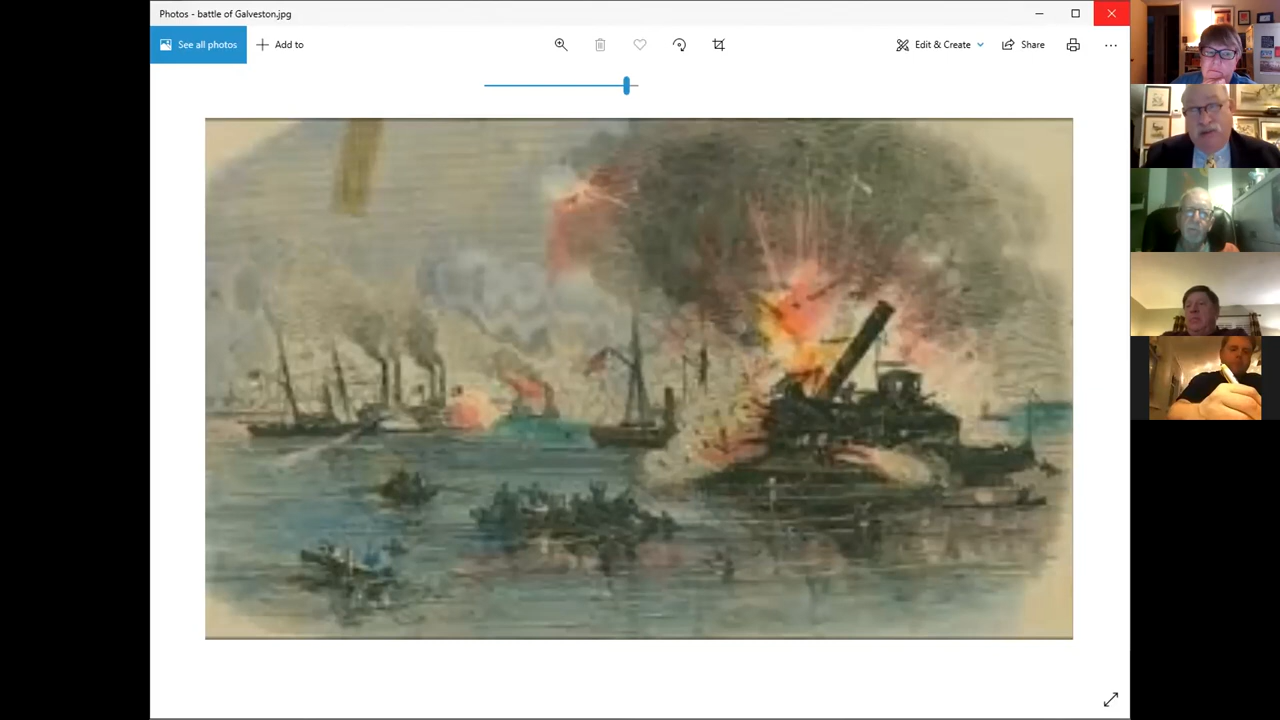 Photos - battle of Galveston.jpg
See all photos
Add to
Edit & Create
Share